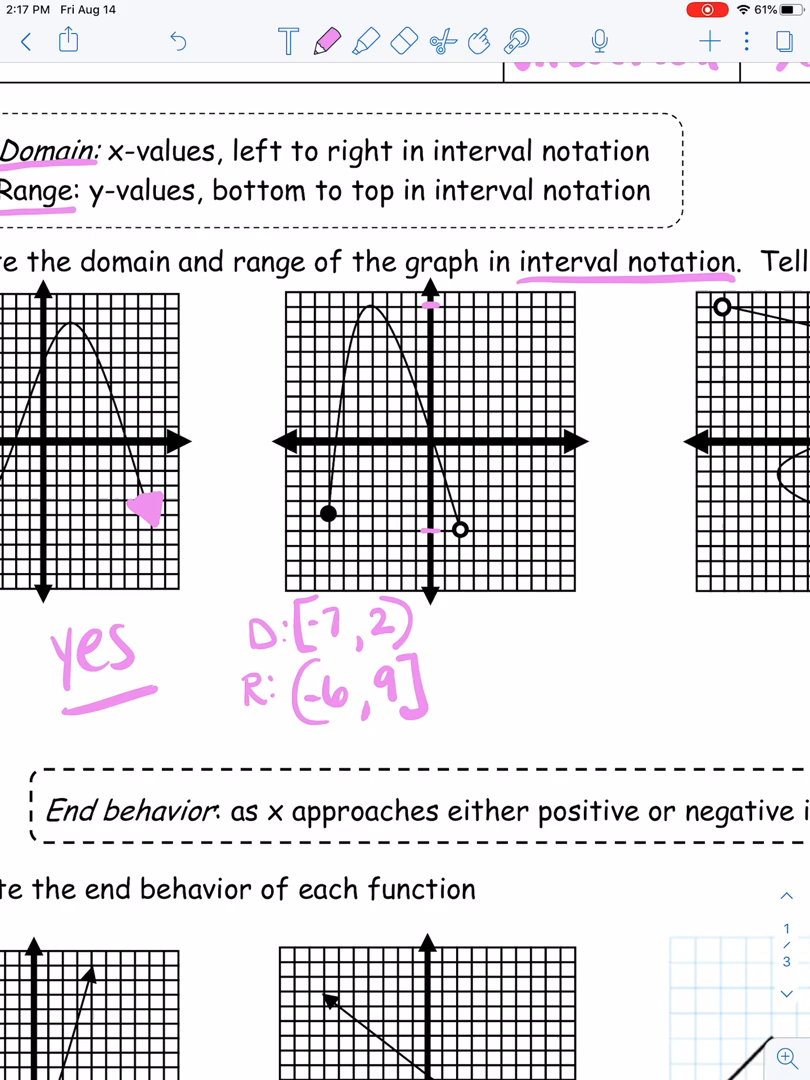 2:17 PM Fri Aug 14
61%
T
Domain: x-values, left to right in interval notation
Range: y-values, bottom to top in interval notation
te the domain and range of the graph in interval notation. Tell
yes
D: [-7, 2)
R: (-6, 9]
End behavior: as x approaches either positive or negative i
te the end behavior of each function
1
/
3